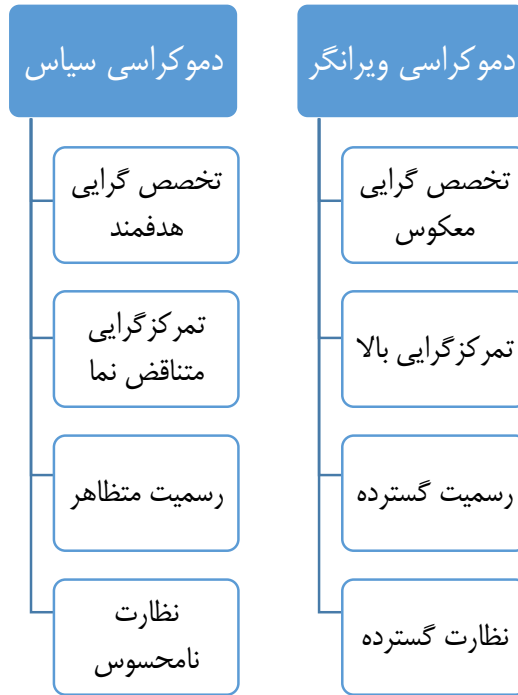 دموکراسی ویرانگر
تخصص گرایی
معکوس
تمرکزگرایی بالا
رسمیت گسترده
نظارت گسترده
دموکراسی سیاس
تخصص گرایی
هدفمند
تمرکزگرایی
متناقض نما
رسمیت متظاهر
نظارت
نامحسوس